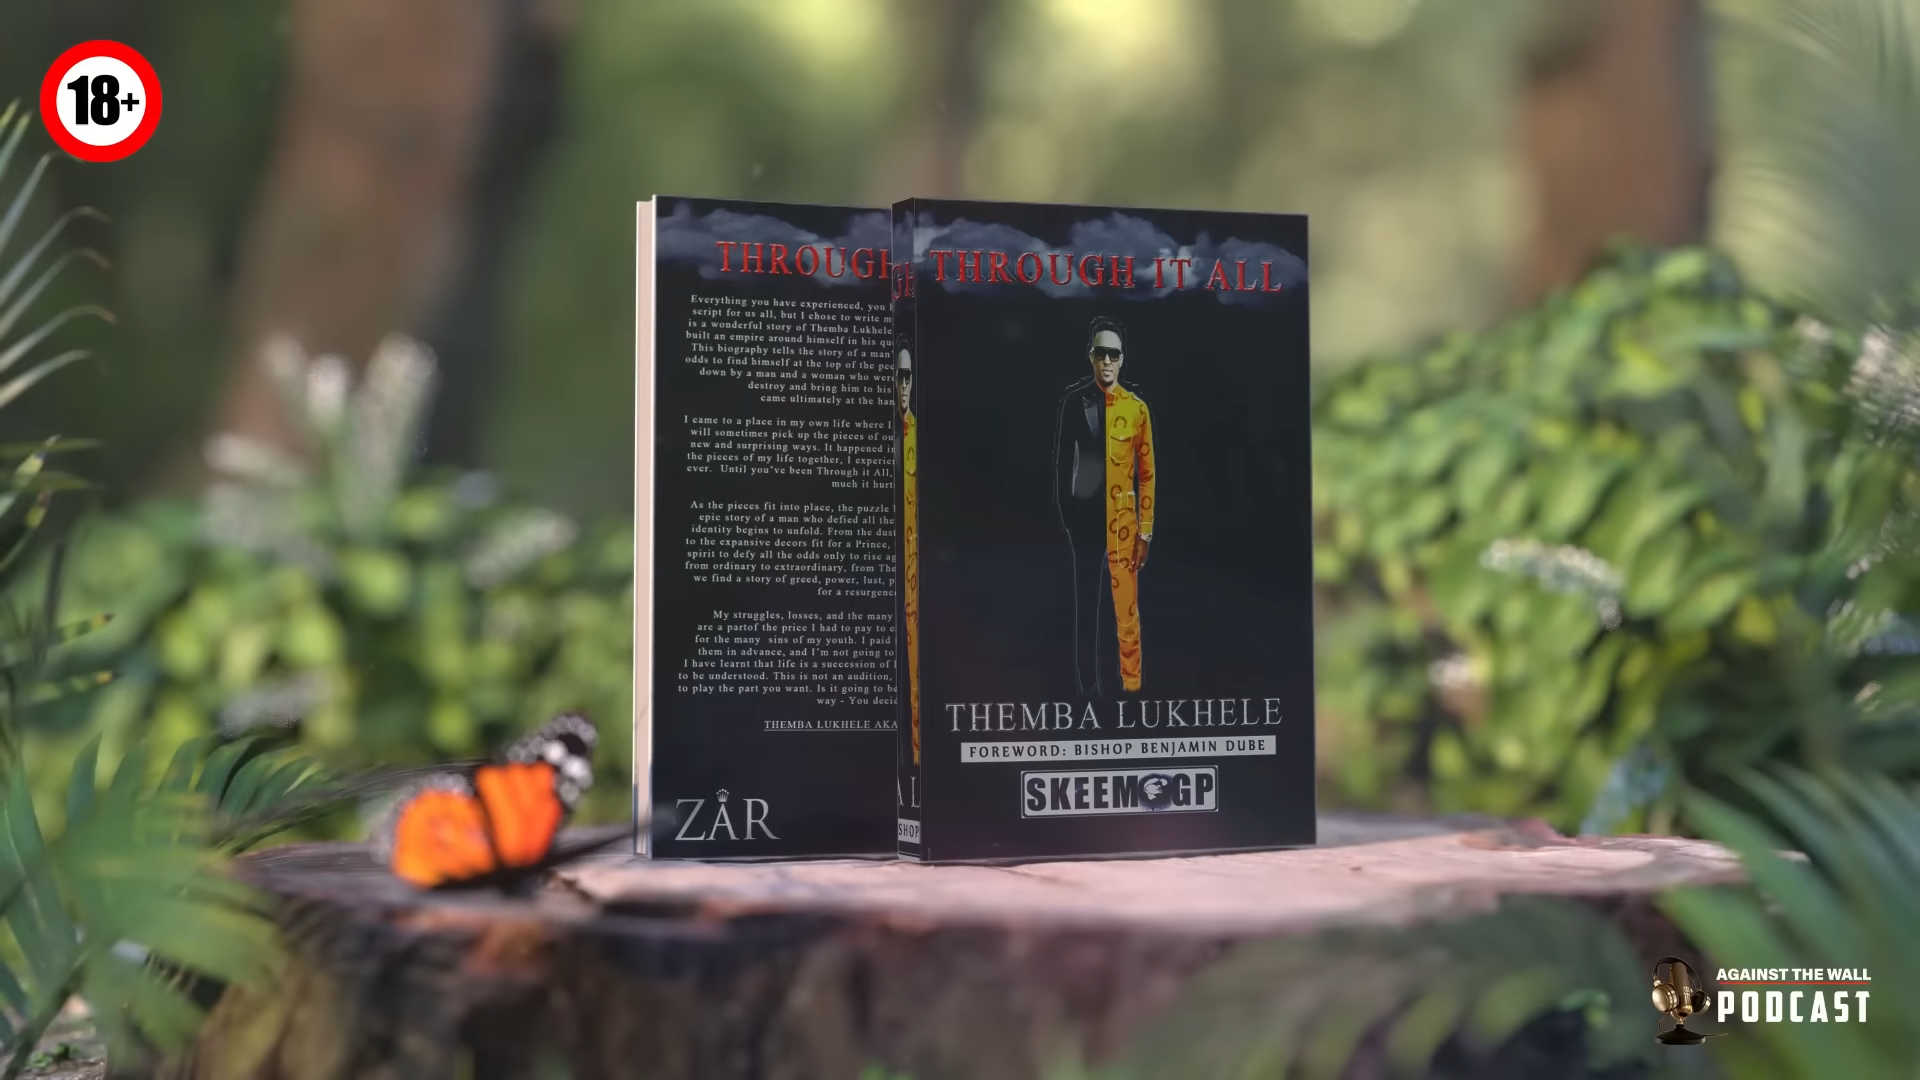 18+
THROUGH
Everything you have experienced, you
script for us all, but I chose to write
is a wonderful story of Themba Lukhele
built an empire around himself in his
This biography tells the story of a man'
odds to find himself at the top of the
down by a man and a woman who were
destroy and bring him to his
came ultimately at the
I came to a place in my own life where I
will sometimes pick up the pieces of
new and surprising ways. It happened
the pieces of my life together, I
ever. Until you've been Through it All,
much it
As the pieces fit into place, the puzzle
epic story of a man who defied all the
identity begins to unfold. From the
to the expansive decors fit for a Prince,
spirit to defy all the odds only to rise
from ordinary to extraordinary, from
we find a story of greed, power, lust,
for a
My struggles, losses, and the many
are a partof the price I had to pay to
for the many sins of my youth. I paid
them in advance, and I'm not going to
I have learnt that life is a succession of
to be understood. This is not an audition,
to play the part you want. Is it going to be
way - You
THEMBA LUKHELE AKA
ZAR
THROUGH IT ALL
THEMBA LUKHELE
FOREWORD: BISHOP BENJAMIN DUBE
SKEEM GP
AGAINST THE WALL
PODCAST